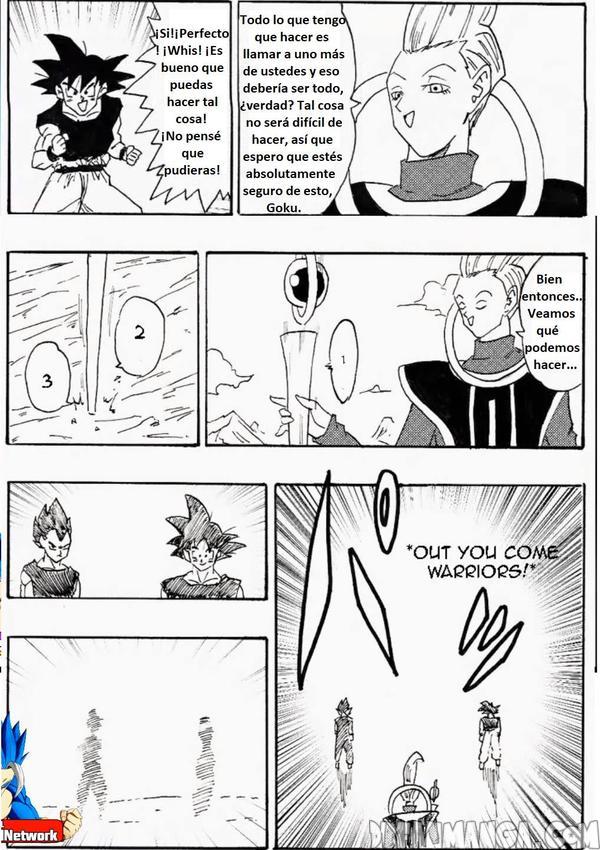 Todo lo que tengo
que hacer es
llamar a uno más
de ustedes y eso
debería ser todo,
¿verdad? Tal cosa
no será difícil de
hacer, así que
espero que estés
absolutamente
seguro de esto,
Goku.
¡Si!¡Perfecto
! ¡Whis! ¡Es
bueno que
puedas
hacer tal
cosa!
¡No pensé
que
pudieras!
Bien
entonces..
Veamos
qué
podemos
hacer...
1
2
3
*OUT YOU COME
WARRIORS!*
Network